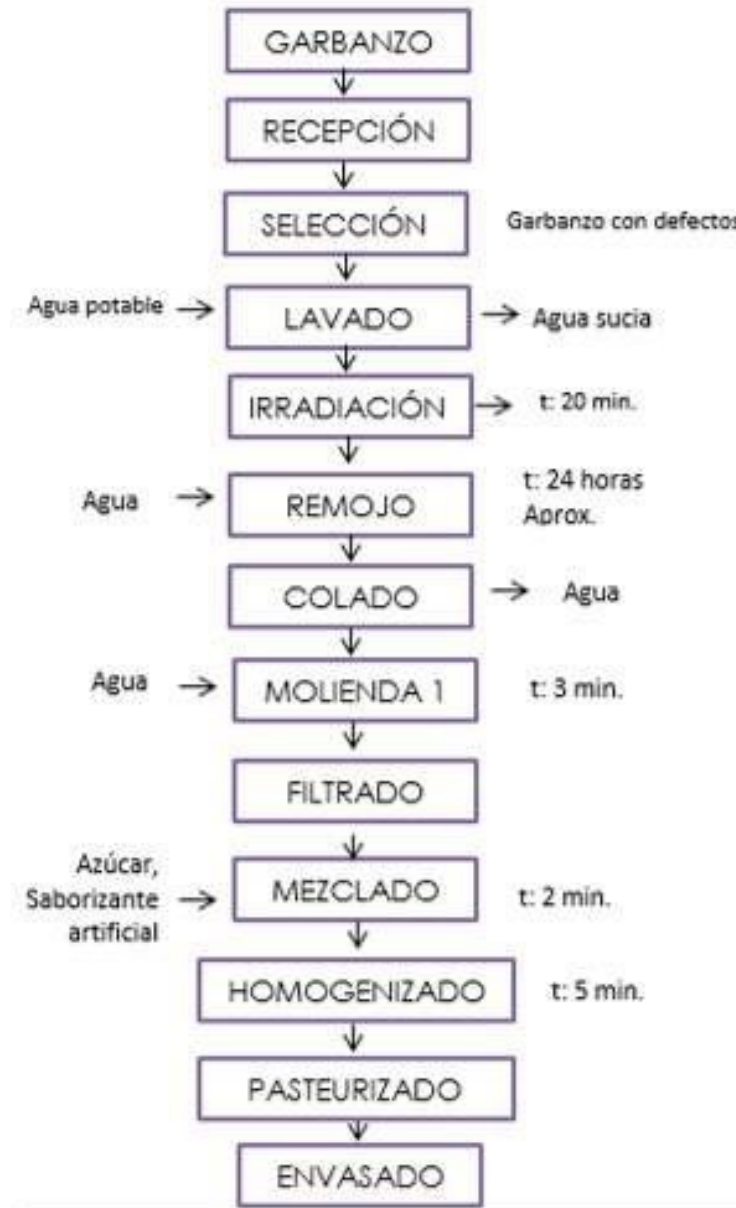 GARBANZO
RECEPCIÓN
SELECCIÓN
Garbanzo con defectos
Agua potable
LAVADO
Agua sucia
IRRADIACIÓN
t: 20 min.
Agua
REMOJO
t: 24 horas
Aprox.
COLADO
Agua
Agua
MOLIENDA 1
t: 3 min.
FILTRADO
Azúcar,
Saborizante
artificial
MEZCLADO
t: 2 min.
HOMOGENIZADO
t: 5 min.
PASTEURIZADO
ENVASADO